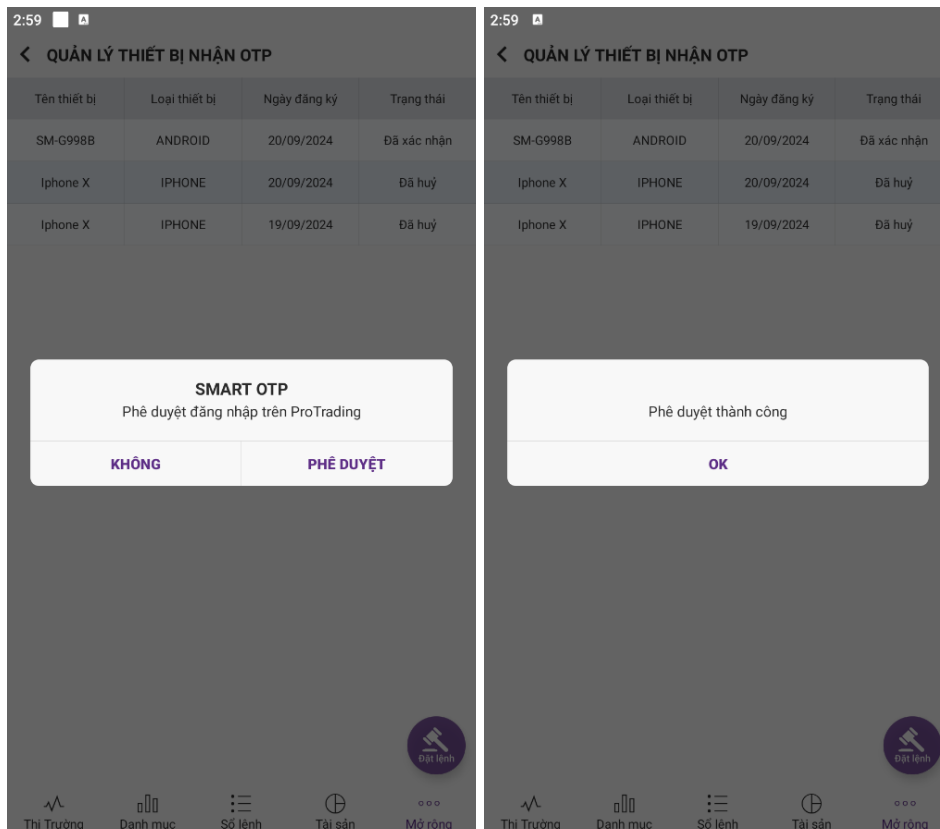 2:59 A
QUẢN LÝ THIẾT BỊ NHẬN OTP
Tên thiết bị Loại thiết bị Ngày đăng ký Trạng thái
SM-G998B ANDROID 20/09/2024 Đã xác nhận
Iphone X IPHONE 20/09/2024 Đã huỷ
Iphone X IPHONE 19/09/2024 Đã huỷ
SMART OTP
Phê duyệt đăng nhập trên ProTrading
KHÔNG PHÊ DUYỆT
Đặt lệnh
Thị Trường Danh mục Sổ lệnh Tài sản Mở rộng
2:59 A
QUẢN LÝ THIẾT BỊ NHẬN OTP
Tên thiết bị Loại thiết bị Ngày đăng ký Trạng thái
SM-G998B ANDROID 20/09/2024 Đã xác nhận
Iphone X IPHONE 20/09/2024 Đã huỷ
Iphone X IPHONE 19/09/2024 Đã huỷ
Phê duyệt thành công
OK
Đặt lệnh
Thị Trường Danh mục Sổ lệnh Tài sản Mở rộng